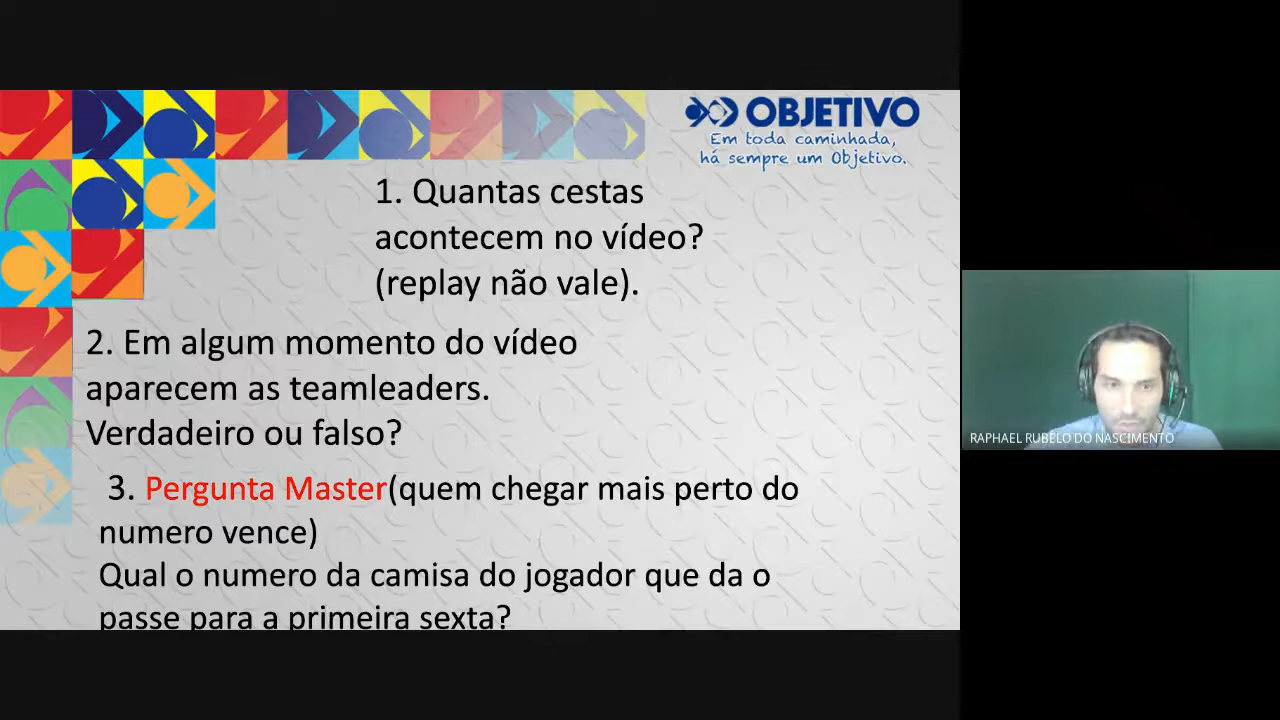 OBJETIVO
Em toda caminhada,
há sempre um Objetivo.
1. Quantas cestas
acontecem no vídeo?
(replay não vale).
2. Em algum momento do vídeo
aparecem as teamleaders.
Verdadeiro ou falso?
3. Pergunta Master(quem chegar mais perto do
numero vence)
Qual o numero da camisa do jogador que da o
passe para a primeira sexta?
RAPHAEL RUBELO DO NASCIMENTO